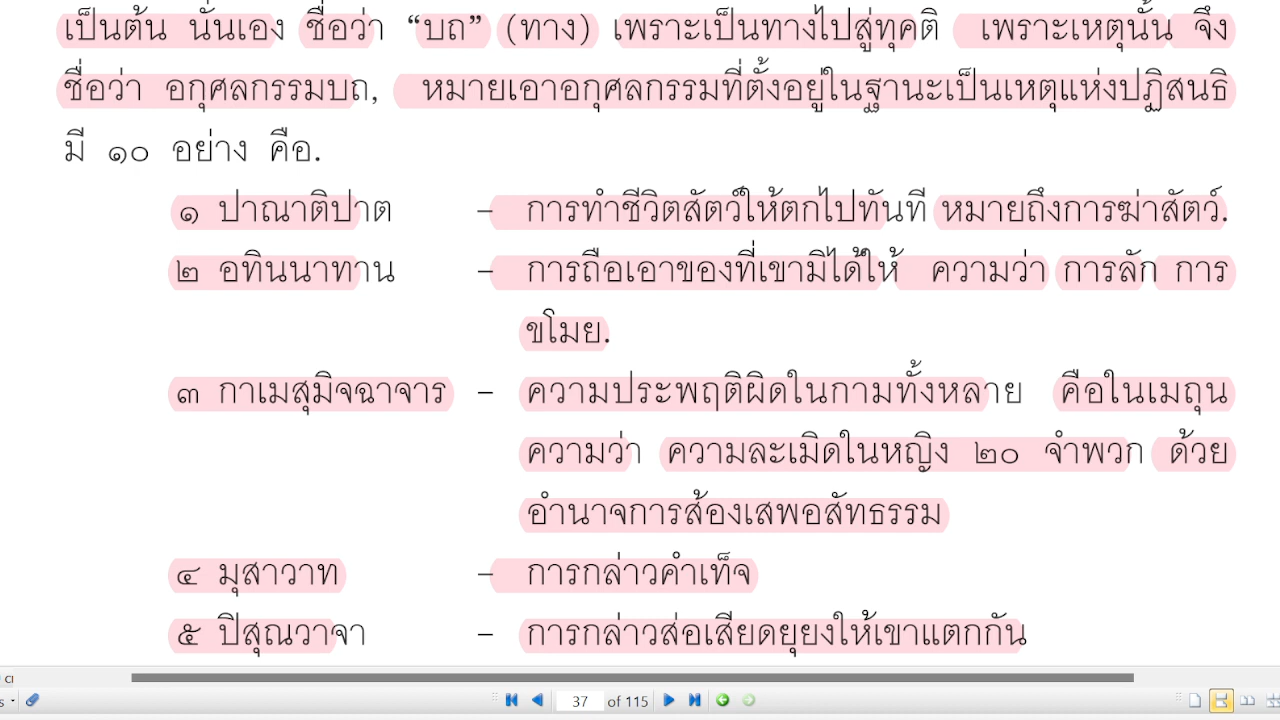 เป็นต้น นั่นเอง ชื่อว่า “บถ” (ทาง) เพราะเป็นทางไปสู่ทุคติ เพราะเหตุนั้น จึง
ชื่อว่า อกุศลกรรมบถ, หมายเอาอกุศลกรรมที่ตั้งอยู่ในฐานะเป็นเหตุแห่งปฏิสนธิ
มี ๑๐ อย่าง คือ.
๑ ปาณาติปาต – การทำชีวิตสัตว์ให้ตกไปทันที หมายถึงการฆ่าสัตว์.
๒ อทินนาทาน – การถือเอาของที่เขามิได้ให้ ความว่า การลัก การ
ขโมย.
๓ กาเมสุมิจฉาจาร – ความประพฤติผิดในกามทั้งหลาย คือในเมถุน
ความว่า ความละเมิดในหญิง ๒๐ จำพวก ด้วย
อำนาจการส้องเสพอสัทธรรม
๔ มุสาวาท – การกล่าวคำเท็จ
๕ ปิสุณวาจา – การกล่าวส่อเสียดยุยงให้เขาแตกกัน
37 of 115